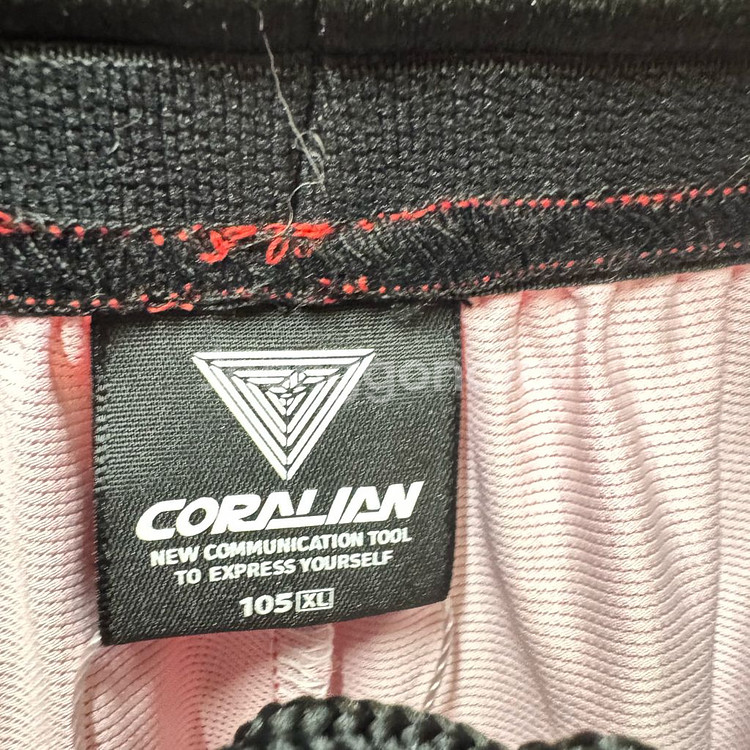 CORALIAN
NEW COMMUNICATION TOOL
TO EXPRESS YOURSELF
105 XL